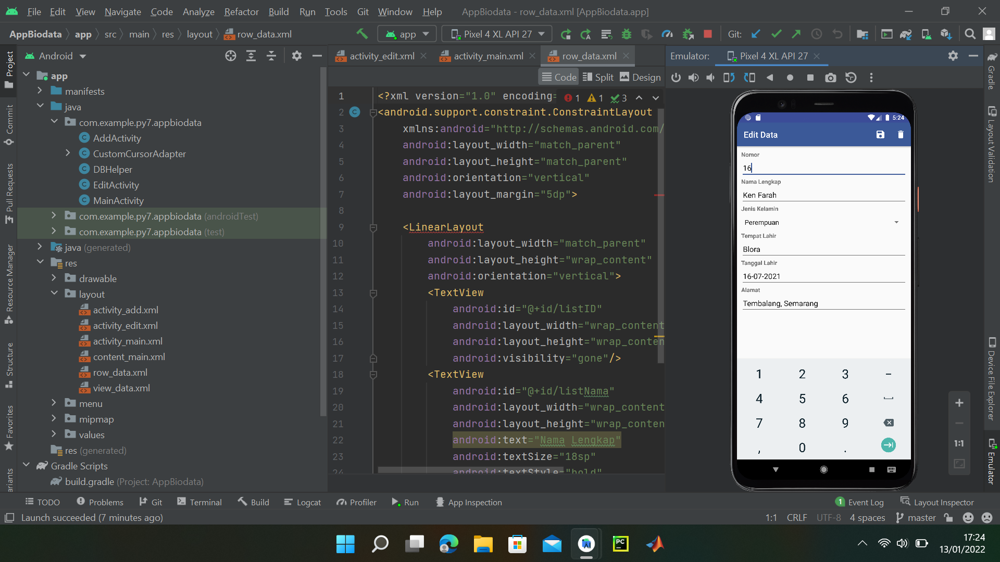 File Edit View Navigate Code Analyze Refactor Build Run Tools Git Window Help AppBiodata - row_data.xml [AppBiodata.app]
AppBiodata app src main res layout row_data.xml app Pixel 4 XL API 27 Git:
Android
activity_edit.xml activity_main.xml row_data.xml
Code Split Design
Emulator: Pixel 4 XL API 27
Project
Commit
Pull Requests
Resource Manager
Structure
Favorites
app
manifests
java
com.example.py7.appbiodata
AddActivity
CustomCursorAdapter
DBHelper
EditActivity
MainActivity
com.example.py7.appbiodata (androidTest)
com.example.py7.appbiodata (test)
java (generated)
res
drawable
layout
activity_add.xml
activity_edit.xml
activity_main.xml
content_main.xml
row_data.xml
view_data.xml
menu
mipmap
values
res (generated)
Gradle Scripts
build.gradle (Project: AppBiodata)
1 <?xml version="1.0" encoding= 1 1 3
2 <android.support.constraint.ConstraintLayout
3 xmlns:android="http://schemas.android.com/
4 android:layout_width="match_parent"
5 android:layout_height="match_parent"
6 android:orientation="vertical"
7 android:layout_margin="5dp">
8
9 <LinearLayout
10 android:layout_width="match_parent"
11 android:layout_height="wrap_content"
12 android:orientation="vertical">
13 <TextView
14 android:id="@+id/listID"
15 android:layout_width="wrap_content
16 android:layout_height="wrap_conten
17 android:visibility="gone"/>
18 <TextView
19 android:id="@+id/listNama"
20 android:layout_width="wrap_content
21 android:layout_height="wrap_conten
22 android:text="Nama Lengkap"
23 android:textSize="18sp"
24 android:textStyle="bold"
5:24
Edit Data
Nomor
16
Nama Lengkap
Ken Farah
Jenis Kelamin
Perempuan
Tempat Lahir
Blora
Tanggal Lahir
16-07-2021
Alamat
Tembalang, Semarang
1 2 3 -
4 5 6
7 8 9
, 0 .
1:1
Gradle
Layout Validation
Device File Explorer
Emulator
TODO Problems Git Terminal Build Logcat Profiler Run App Inspection 1 Event Log Layout Inspector
Launch succeeded (7 minutes ago) 1:1 CRLF UTF-8 4 spaces master
PC
17:24
13/01/2022